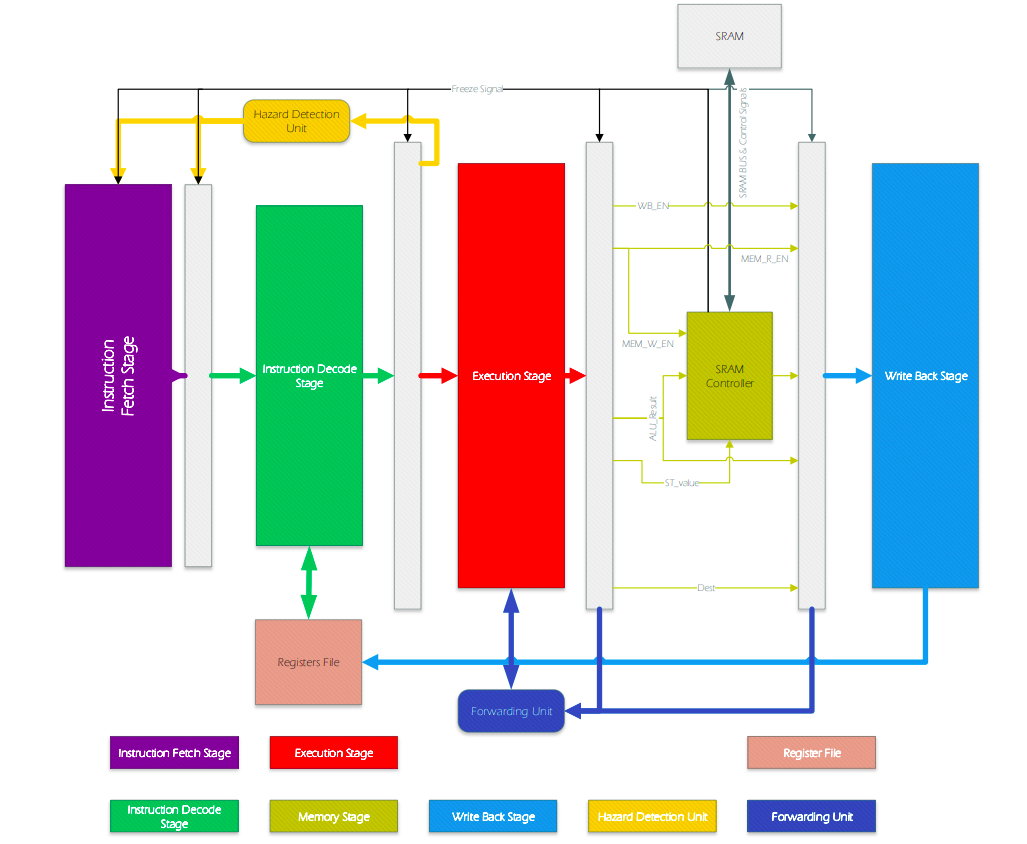 SRAM
Freeze Signal
SRAM BUS & Control Signals
Hazard Detection
Unit
WB_EN
MEM_R_EN
MEM_W_EN
Instruction
Fetch Stage
Instruction Decode
Stage
Execution Stage
SRAM
Controller
Write Back Stage
ALU_Result
ST_value
Dest
Registers File
Forwarding Unit
Instruction Fetch Stage
Execution Stage
Register File
Instruction Decode
Stage
Memory Stage
Write Back Stage
Hazard Detection Unit
Forwarding Unit